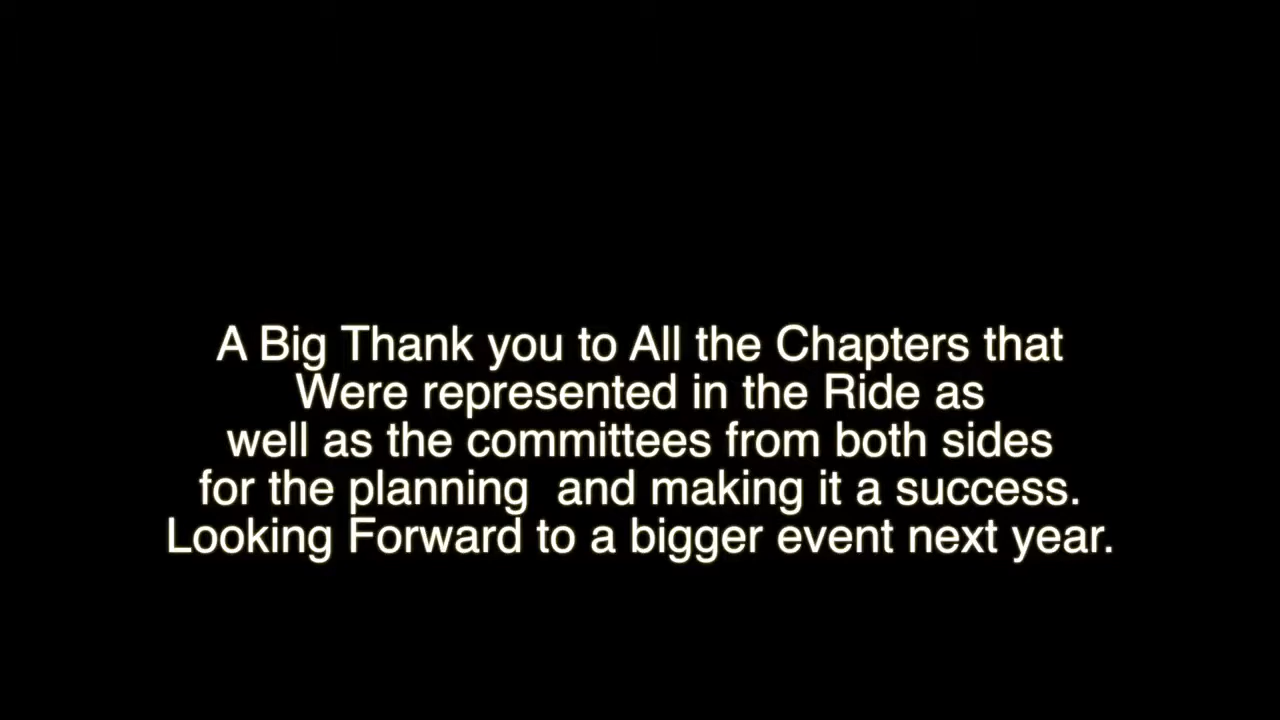 A Big Thank you to All the Chapters that
Were represented in the Ride as
well as the committees from both sides
for the planning  and making it a success.
Looking Forward to a bigger event next year.